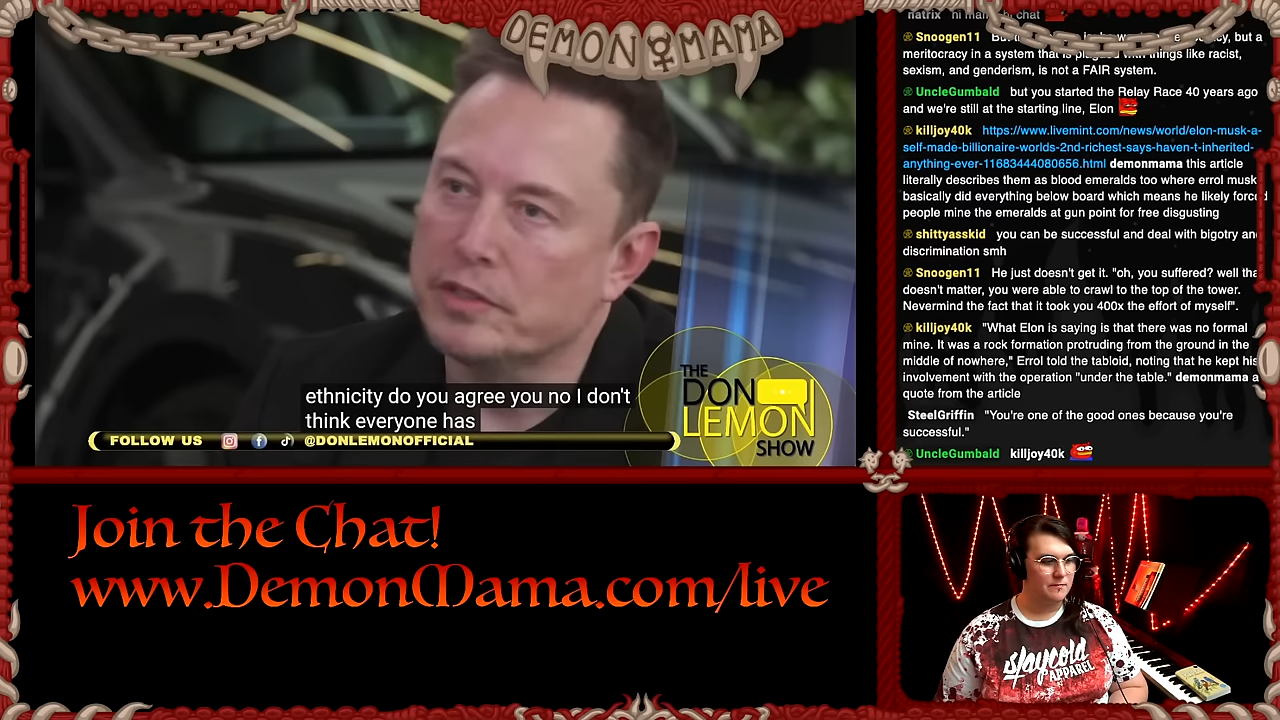 DEMON MAMA
ethnicity do you agree you no I don't
think everyone has
FOLLOW US @DONLEMONOFFICIAL
THE
DON
LEMON
SHOW
natrix hi chat
Snoogen11 a
meritocracy in a system that is things like racist,
sexism, and genderism, is not a FAIR system.
UncleGumbald but you started the Relay Race 40 years ago
and we're still at the starting line, Elon
killjoy40k https://www.livemint.com/news/world/elon-musk-a-
self-made-billionaire-worlds-2nd-richest-says-haven-t-inherited-
anything-ever-11683444080656.html demonmama this article
literally describes them as blood emeralds too where errol musk
basically did everything below board which means he likely forced
people mine the emeralds at gun point for free disgusting
shittyasskid you can be successful and deal with bigotry and
discrimination smh
Snoogen11 He just doesn't get it. "oh, you suffered? well tha
doesn't matter, you were able to crawl to the top of the tower.
Nevermind the fact that it took you 400x the effort of myself".
killjoy40k "What Elon is saying is that there was no formal
mine. It was a rock formation protruding from the ground in the
middle of nowhere," Errol told the tabloid, noting that he kept his
involvement with the operation "under the table." demonmama a
quote from the article
SteelGriffin "You're one of the good ones because you're
successful."
UncleGumbald killjoy40k
Join the Chat!
www.DemonMama.com/live
slaycold
APPAREL